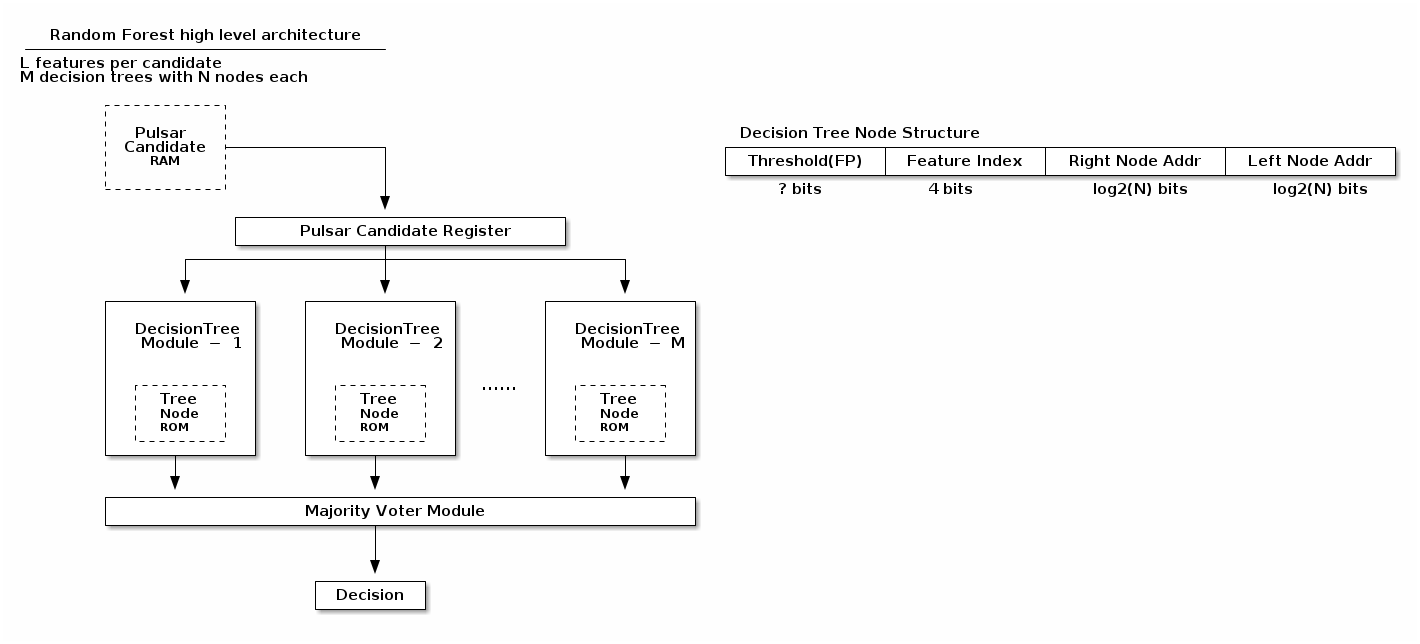 Random Forest high level architecture
L features per candidate
M decision trees with N nodes each
Pulsar
Candidate
RAM
Decision Tree Node Structure
Threshold(FP) Feature Index Right Node Addr Left Node Addr
? bits 4 bits log2(N) bits log2(N) bits
Pulsar Candidate Register
DecisionTree DecisionTree DecisionTree
Module - 1 Module - 2 Module - M
......
Tree Tree Tree
Node Node Node
ROM ROM ROM
Majority Voter Module
Decision